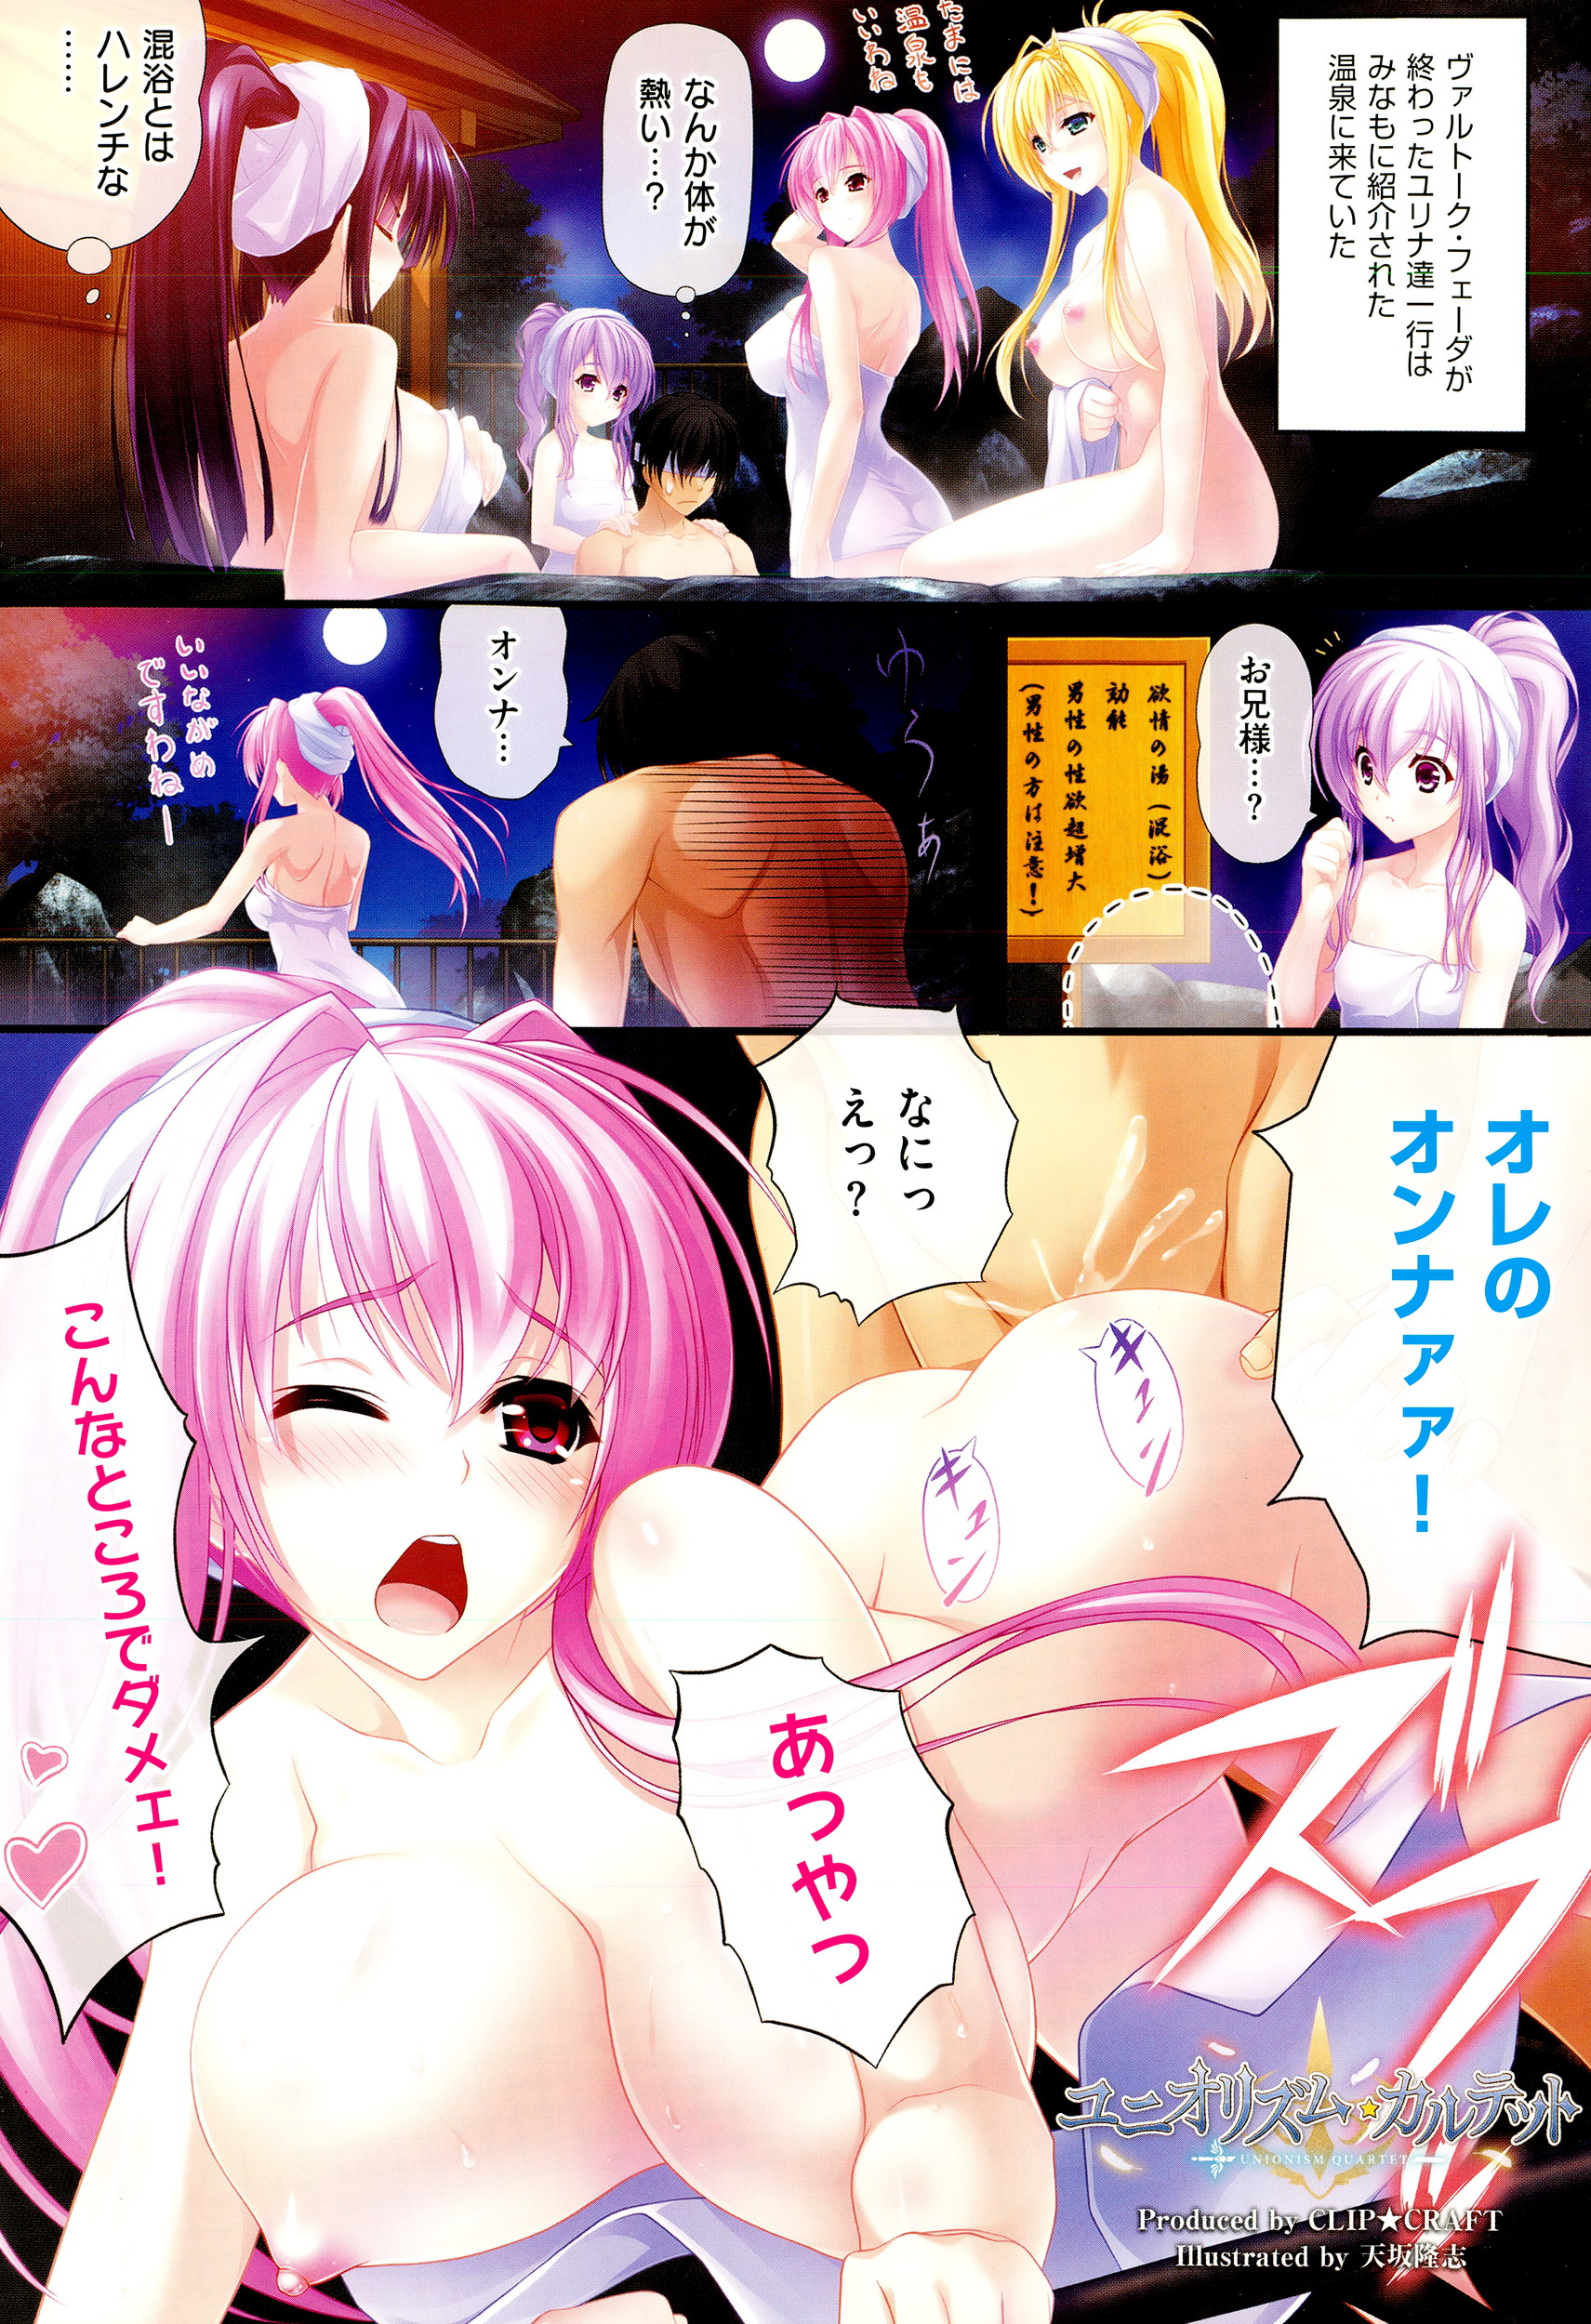 ヴァルトーク・フェーダが
終わったユリナ達一行は
みなもに紹介された
温泉に来ていた
たまには
温泉も
いいわね
なんか体が
熱い…？
混浴とは
ハレンチな
……
お兄様…？
欲情の湯（混浴）
効能
男性の性欲超増大
（男性の方は注意！）
ゆらぁ
オンナ…
いいながめ
ですわねー
オレの
オンナァァ！
なにっ
えっ？
キュン
キュン
あっやっ
こんなところでダメェ！
ズブッ
ユニオリズム★カルテット
UNIONISM QUARTET
Produced by CLIP★CRAFT
Illustrated by 天坂隆志